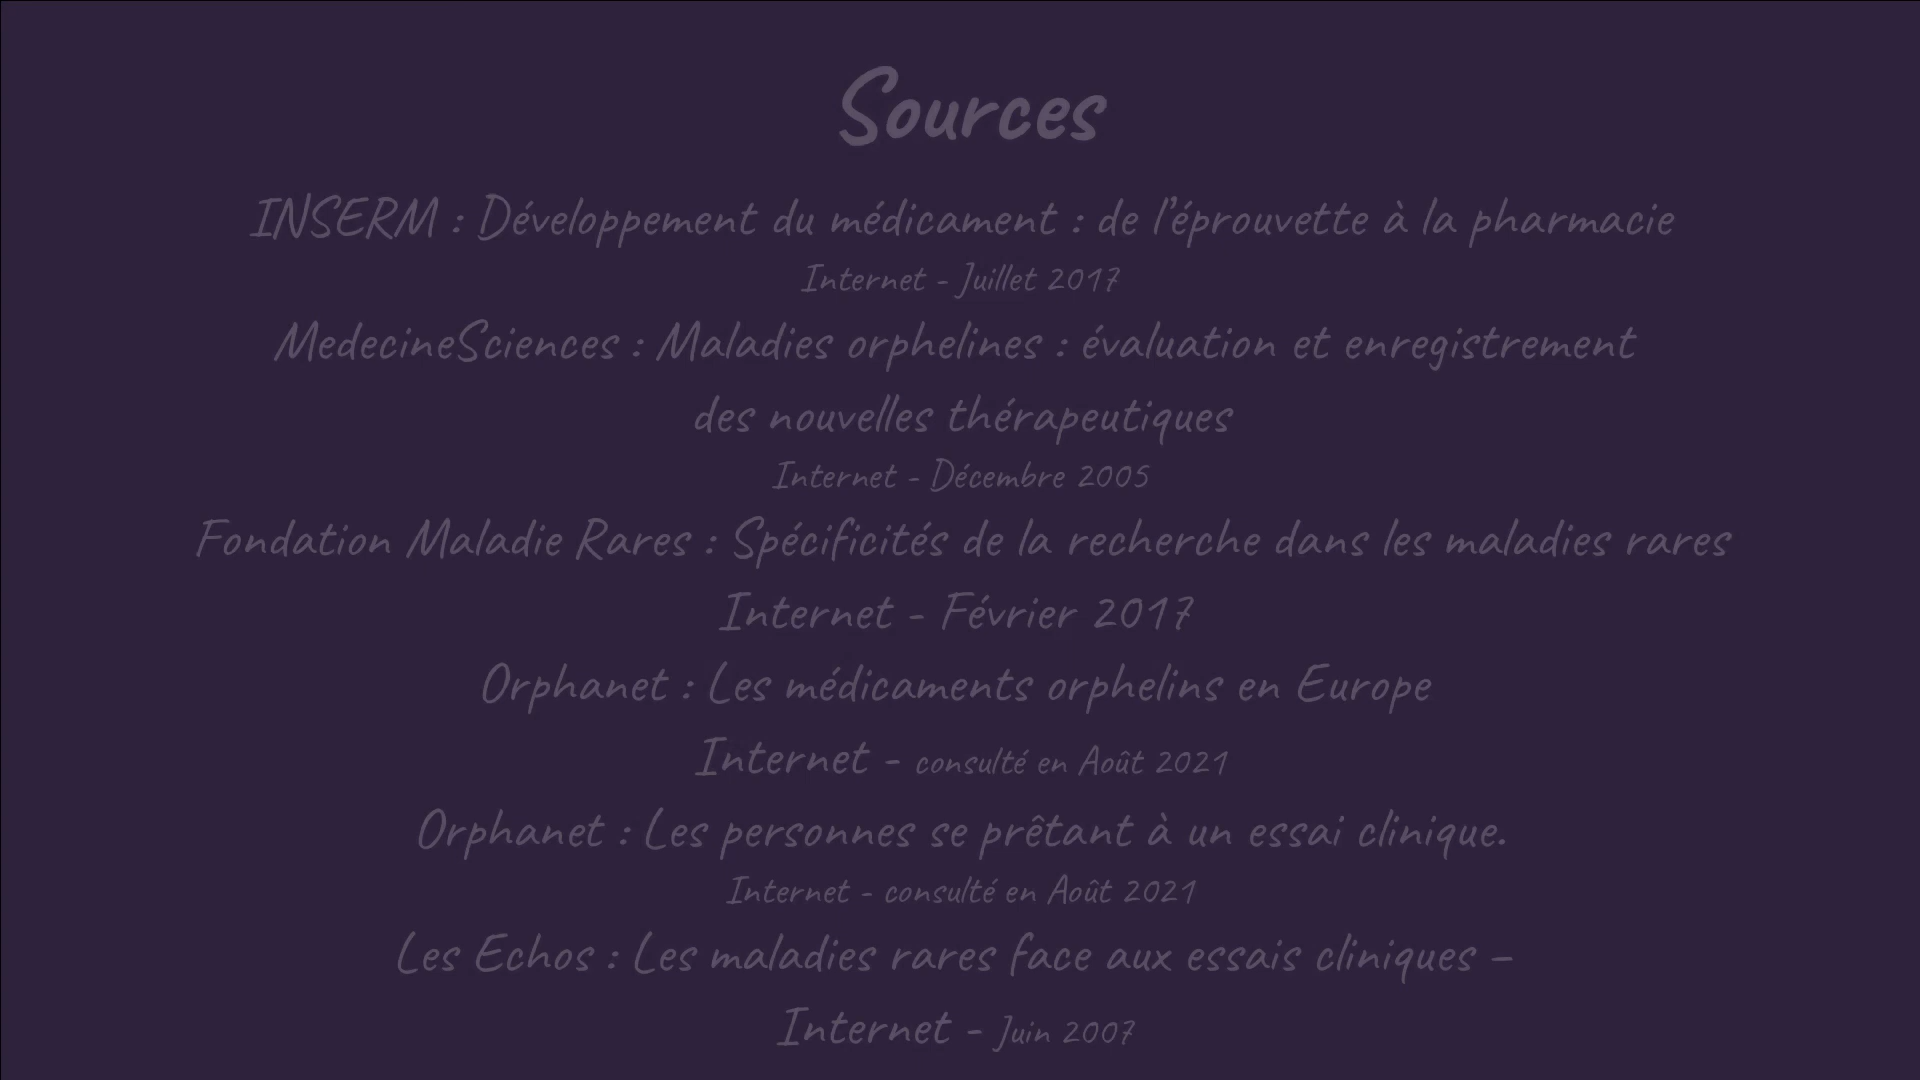 Sources
INSERM : Développement du médicament : de l’éprouvette à la pharmacie
Internet - Juillet 2017
MedecineSciences : Maladies orphelines : évaluation et enregistrement
des nouvelles thérapeutiques
Internet - Décembre 2005
Fondation Maladie Rares : Spécificités de la recherche dans les maladies rares
Internet - Février 2017
Orphanet : Les médicaments orphelins en Europe
Internet - consulté en Août 2021
Orphanet : Les personnes se prêtant à un essai clinique.
Internet - consulté en Août 2021
Les Echos : Les maladies rares face aux essais cliniques –
Internet - Juin 2007